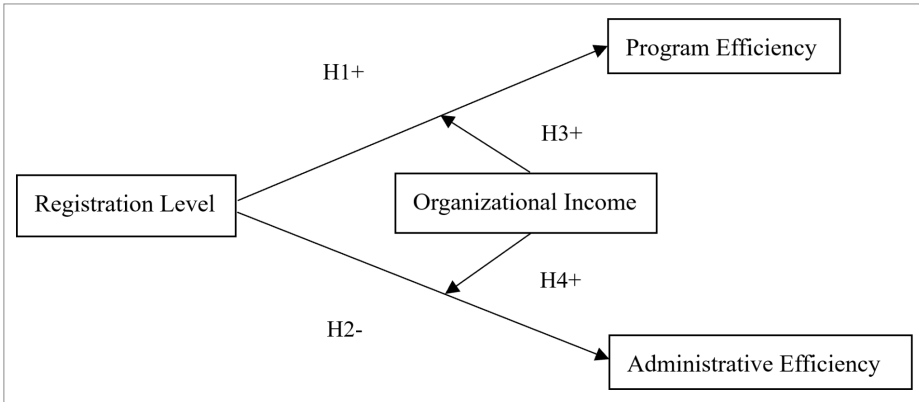 Program Efficiency
H1+
H3+
Registration Level
Organizational Income
H4+
H2-
Administrative Efficiency